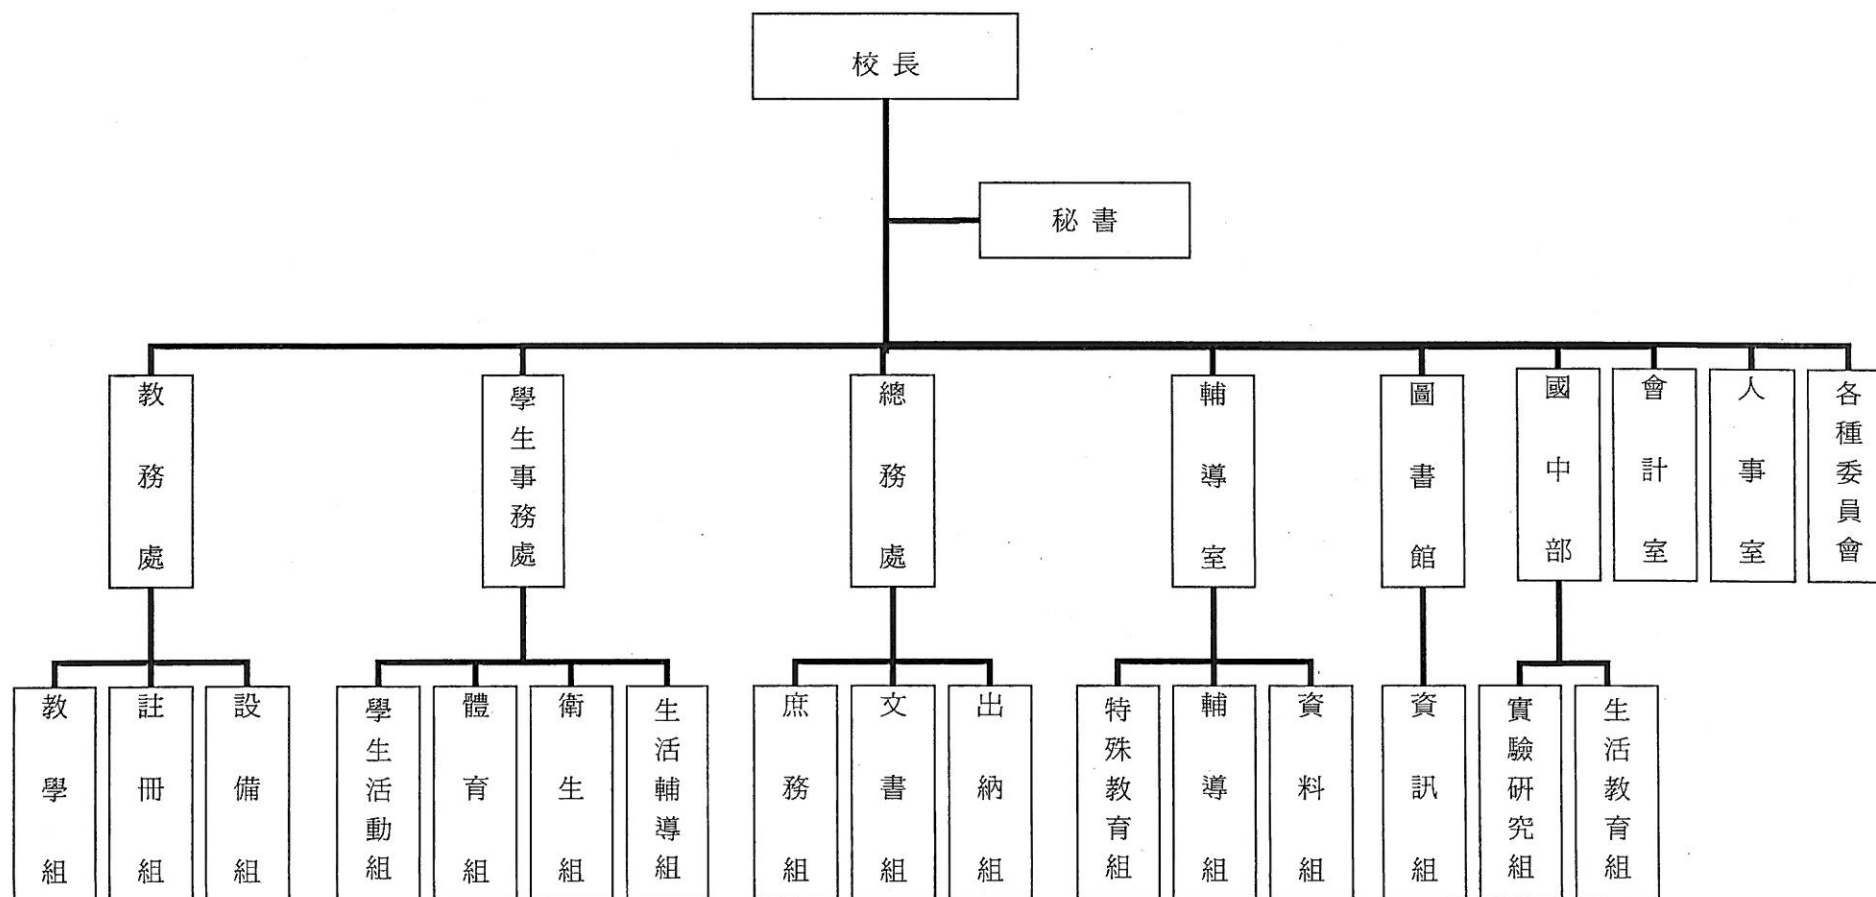 校長
秘書
教務處
學生事務處
總務處
輔導室
圖書館
國中部
會計室
人事室
各種委員會
教學組
註冊組
設備組
學生活動組
體育組
衛生組
生活輔導組
庶務組
文書組
出納組
特殊教育組
輔導組
資料組
資訊組
實驗研究組
生活教育組